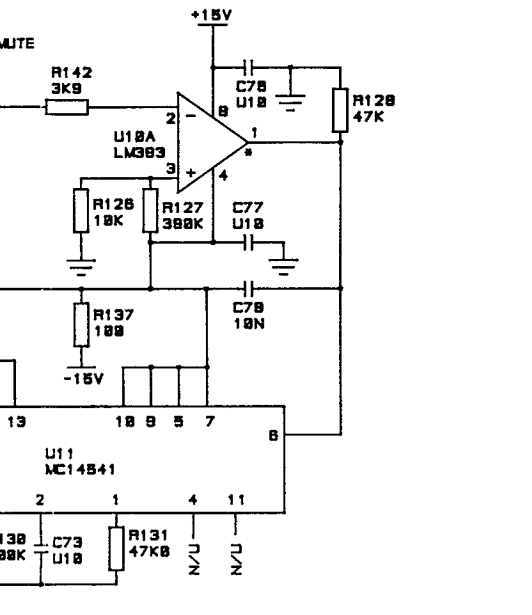 +15V
MUTE
R142
3K9
C76
U10
R128
47K
8
2
−
U10A
LM393
1
*
3
+
4
R126
10K
R127
390K
C77
U10
R137
100
C78
10N
-15V
13
10 9 5 7
6
U11
MC14541
2 1 4 11
130
00K
C73
U10
R131
47K0
N/U
N/U